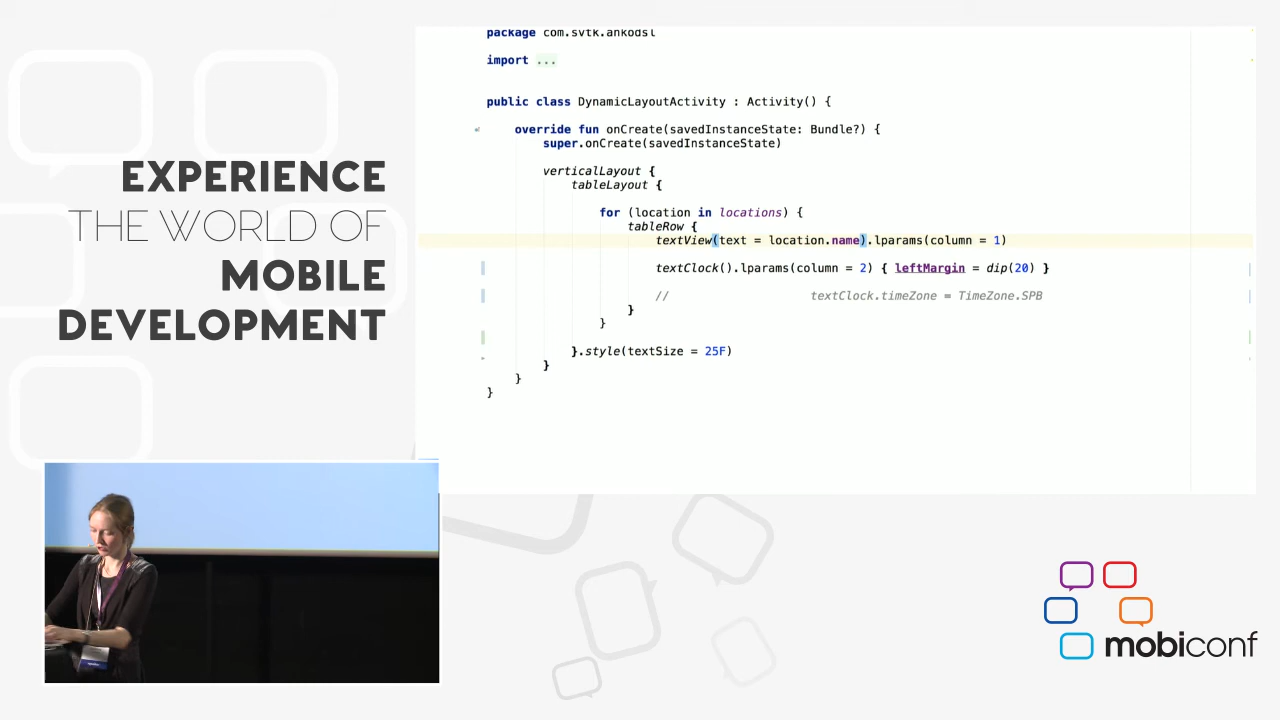 EXPERIENCE
THE WORLD OF
MOBILE
DEVELOPMENT
package com.svtk.ankodsl
import ...
public class DynamicLayoutActivity : Activity() {
override fun onCreate(savedInstanceState: Bundle?) {
super.onCreate(savedInstanceState)
verticalLayout {
tableLayout {
for (location in locations) {
tableRow {
textView(text = location.name).lparams(column = 1)
textClock().lparams(column = 2) { leftMargin = dip(20) }
// textClock.timeZone = TimeZone.SPB
}
}
}.style(textSize = 25F)
}
}
}
mobiconf